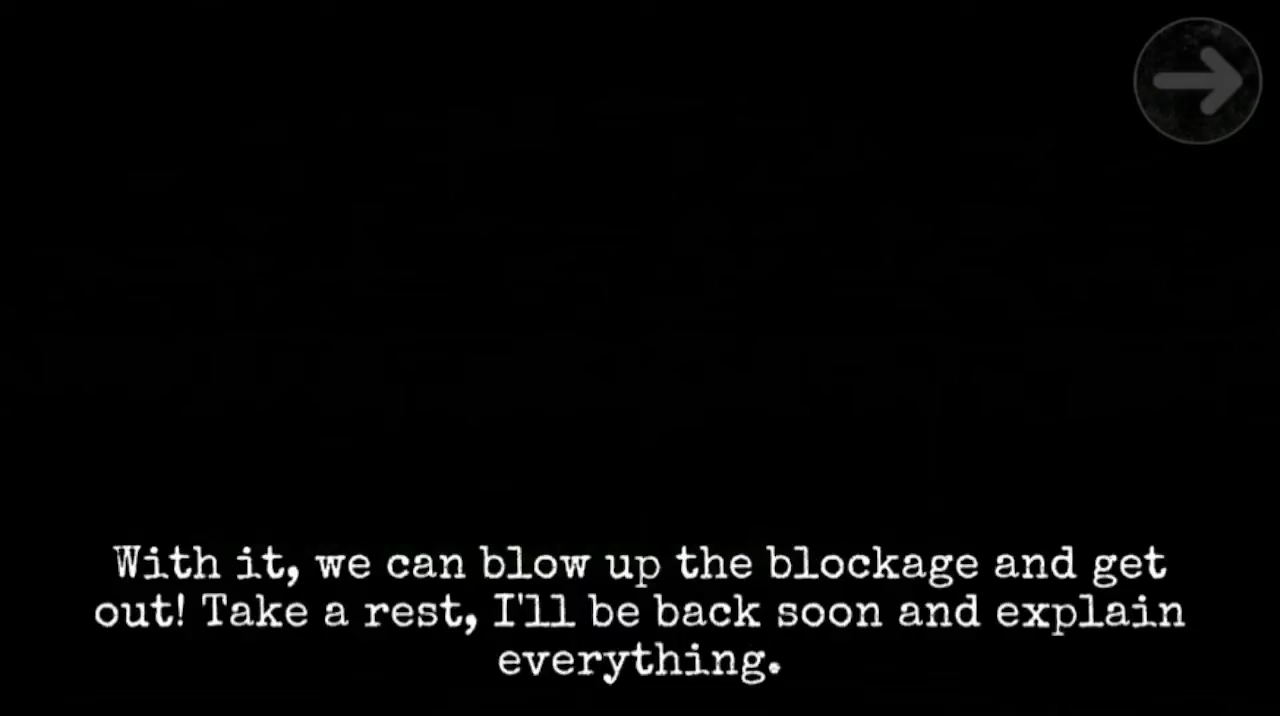 With it, we can blow up the blockage and get
out! Take a rest, I'll be back soon and explain
everything.